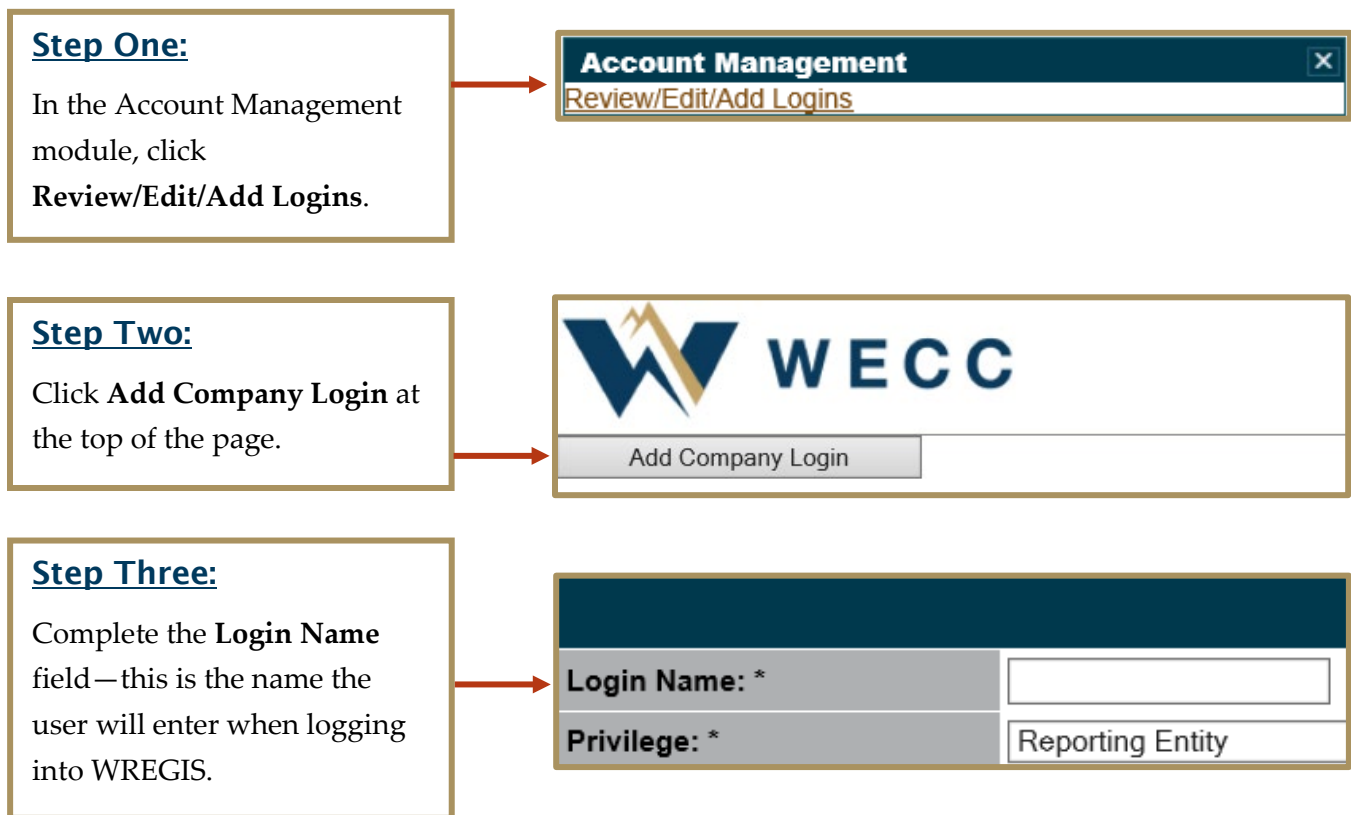 Step One:
In the Account Management
module, click
Review/Edit/Add Logins.
Account Management
Review/Edit/Add Logins
Step Two:
Click Add Company Login at
the top of the page.
WECC
Add Company Login
Step Three:
Complete the Login Name
field—this is the name the
user will enter when logging
into WREGIS.
Login Name: *
Privilege: *
Reporting Entity